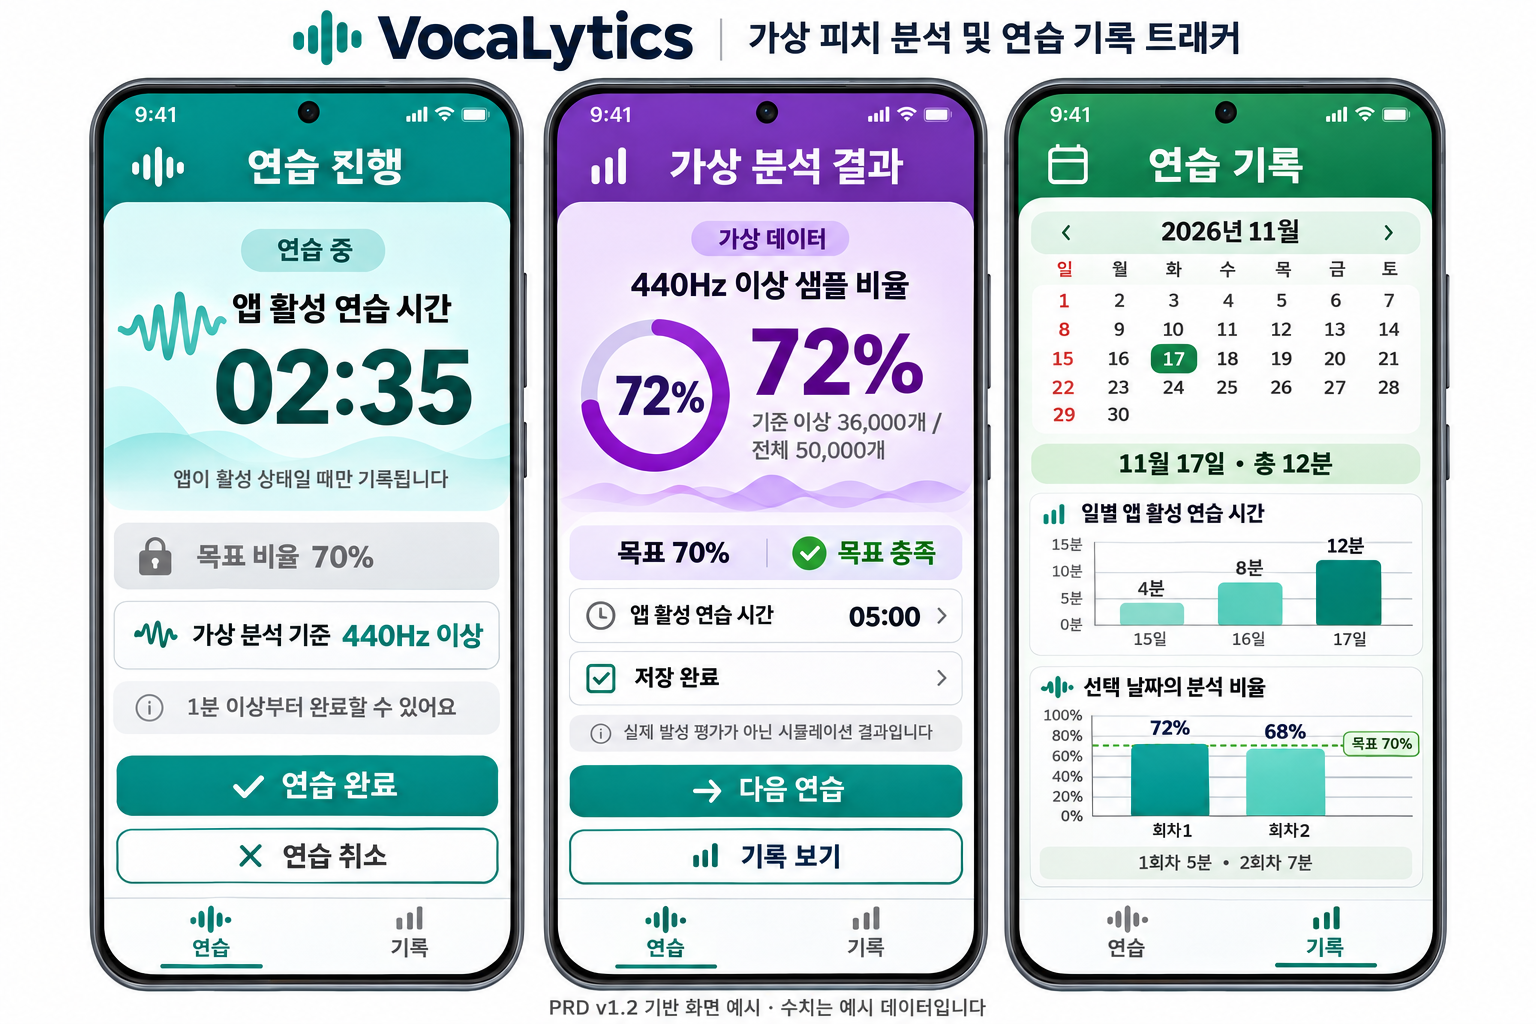 VocaLytics | 가상 피치 분석 및 연습 기록 트래커
9:41
연습 진행
연습 중
앱 활성 연습 시간
02:35
앱이 활성 상태일 때만 기록됩니다
목표 비율 70%
가상 분석 기준 440Hz 이상
1분 이상부터 완료할 수 있어요
연습 완료
연습 취소
연습 기록
9:41
가상 분석 결과
가상 데이터
440Hz 이상 샘플 비율
72%
72%
기준 이상 36,000개 /
전체 50,000개
목표 70% 목표 충족
앱 활성 연습 시간 05:00
저장 완료
실제 발성 평가가 아닌 시뮬레이션 결과입니다
다음 연습
기록 보기
연습 기록
9:41
연습 기록
2026년 11월
일 월 화 수 목 금 토
1 2 3 4 5 6 7
8 9 10 11 12 13 14
15 16 17 18 19 20 21
22 23 24 25 26 27 28
29 30
11월 17일 • 총 12분
일별 앱 활성 연습 시간
15분
10분
5분
0분
4분 8분 12분
15일 16일 17일
선택 날짜의 분석 비율
100%
80%
60%
40%
20%
0%
72% 68%
목표 70%
회차1 회차2
1회차 5분 • 2회차 7분
연습 기록
PRD v1.2 기반 화면 예시 · 수치는 예시 데이터입니다